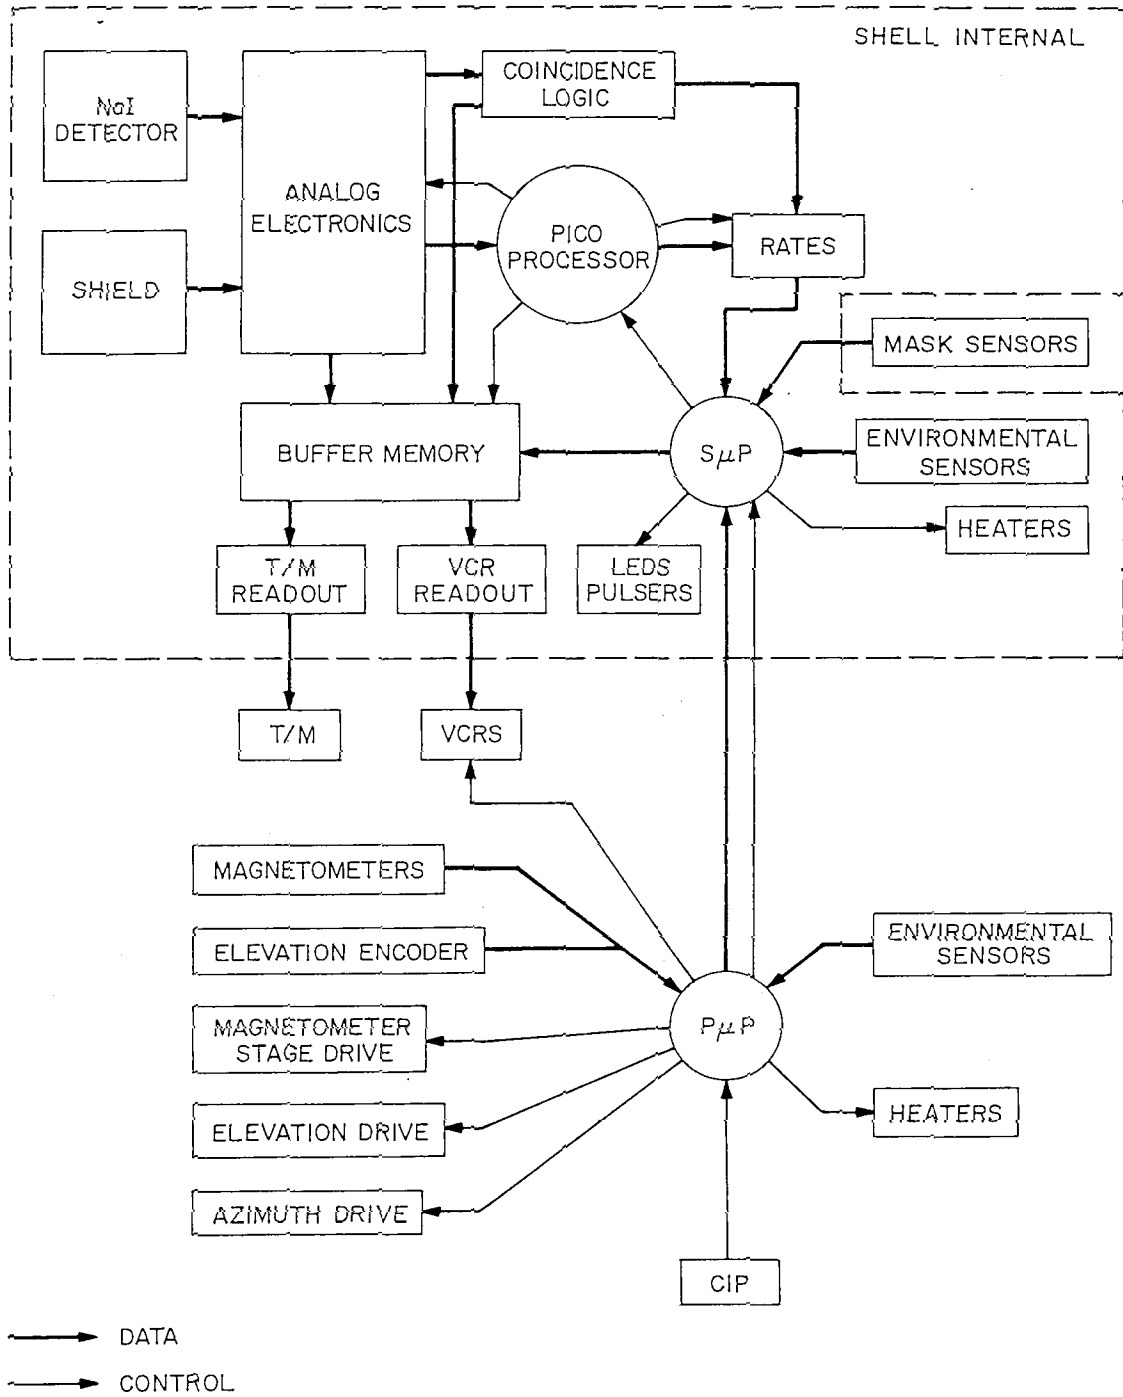 SHELL INTERNAL
NaI
DETECTOR
SHIELD
ANALOG
ELECTRONICS
COINCIDENCE
LOGIC
PICO
PROCESSOR
RATES
MASK SENSORS
ENVIRONMENTAL
SENSORS
HEATERS
SμP
BUFFER MEMORY
T/M
READOUT
VCR
READOUT
LEDS
PULSERS
T/M
VCRS
MAGNETOMETERS
ELEVATION ENCODER
MAGNETOMETER
STAGE DRIVE
ELEVATION DRIVE
AZIMUTH DRIVE
PμP
ENVIRONMENTAL
SENSORS
HEATERS
CIP
DATA
CONTROL